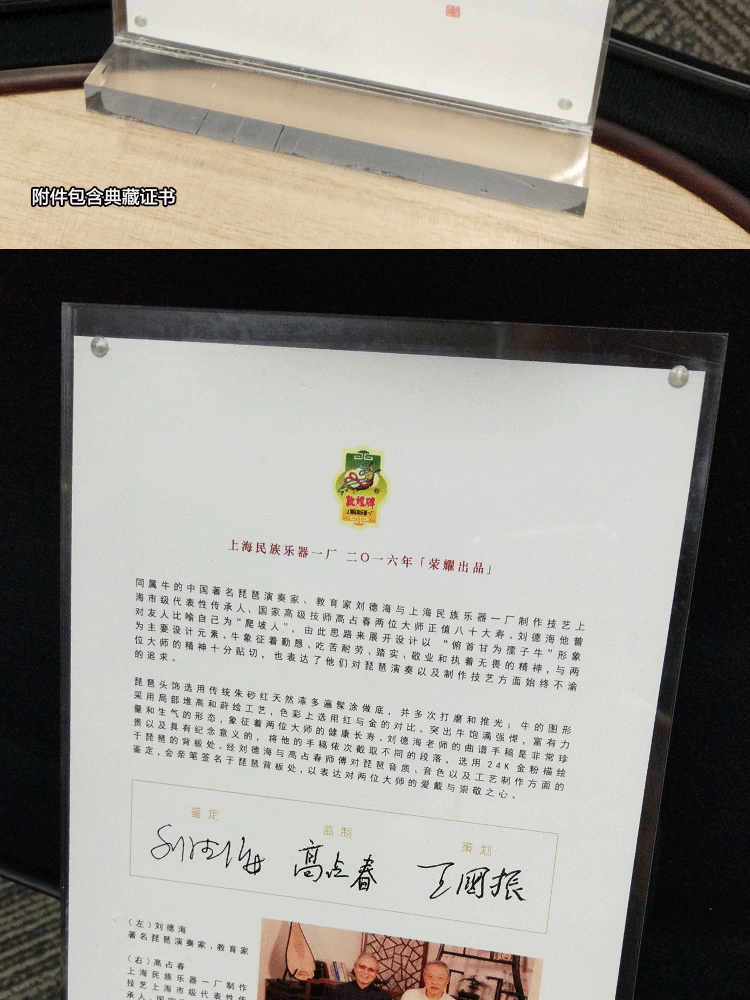 附件包含典藏证书
敦煌牌
上海民族乐器一厂
上海民族乐器一厂 二〇一六年「荣耀出品」
同属牛的中国著名琵琶演奏家、教育家刘德海与上海民族乐器一厂制作技艺上
海市级代表性传承人、国家高级技师高占春两位大师正值八十大寿。刘德海他曾
对友人比喻自己为“爬坡人”，由此思路来展开设计以“俯首甘为孺子牛”形象
为主要设计元素。牛象征着勤恳、吃苦耐劳、踏实、敬业和执着无畏的精神，与两
位大师的精神十分贴切，也表达了他们对琵琶演奏以及制作技艺方面始终不渝
的追求。
琵琶头饰选用传统朱砂红天然漆多遍髹涂做底，并多次打磨和推光；牛的图形
采用局部堆高和莳绘工艺，色彩上选用红与金的对比，突出牛饱满强悍，富有力
量和生气的形态，象征着两位大师的健康长寿。刘德海老师的曲谱手稿是非常珍
贵以及具有纪念意义的，将他的手稿依次截取不同的段落，选用24K金粉描绘
于琵琶的背板处。经刘德海与高占春师傅对琵琶音质、音色以及工艺制作方面的
鉴定，会亲笔签名于琵琶背板处，以表达对两位大师的爱戴与崇敬之心。
鉴定 监制 策划
刘德海 高占春 王國振
（左）刘德海
著名琵琶演奏家，教育家
（右）高占春
上海民族乐器一厂制作
技艺上海市级代表性传